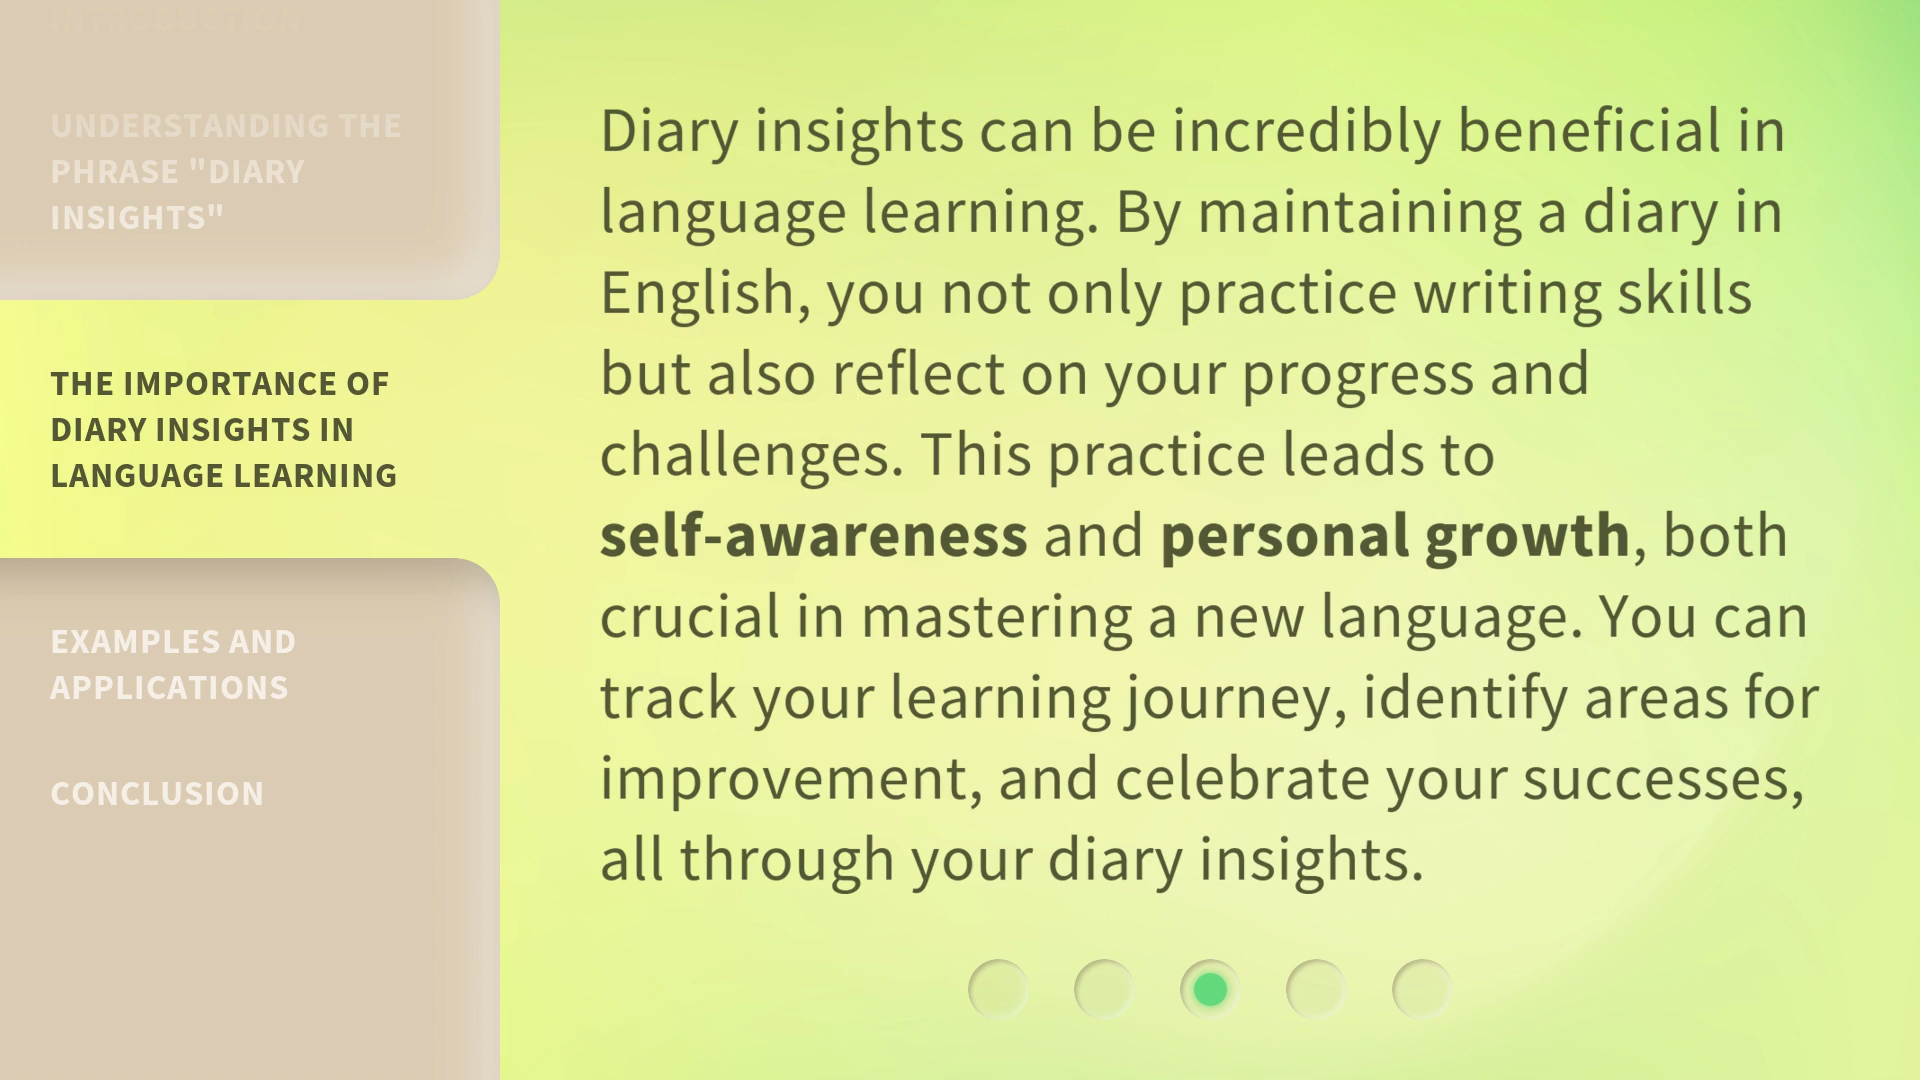 INTRODUCTION
UNDERSTANDING THE
PHRASE "DIARY
INSIGHTS"
THE IMPORTANCE OF
DIARY INSIGHTS IN
LANGUAGE LEARNING
EXAMPLES AND
APPLICATIONS
CONCLUSION
Diary insights can be incredibly beneficial in
language learning. By maintaining a diary in
English, you not only practice writing skills
but also reflect on your progress and
challenges. This practice leads to
self-awareness and personal growth, both
crucial in mastering a new language. You can
track your learning journey, identify areas for
improvement, and celebrate your successes,
all through your diary insights.